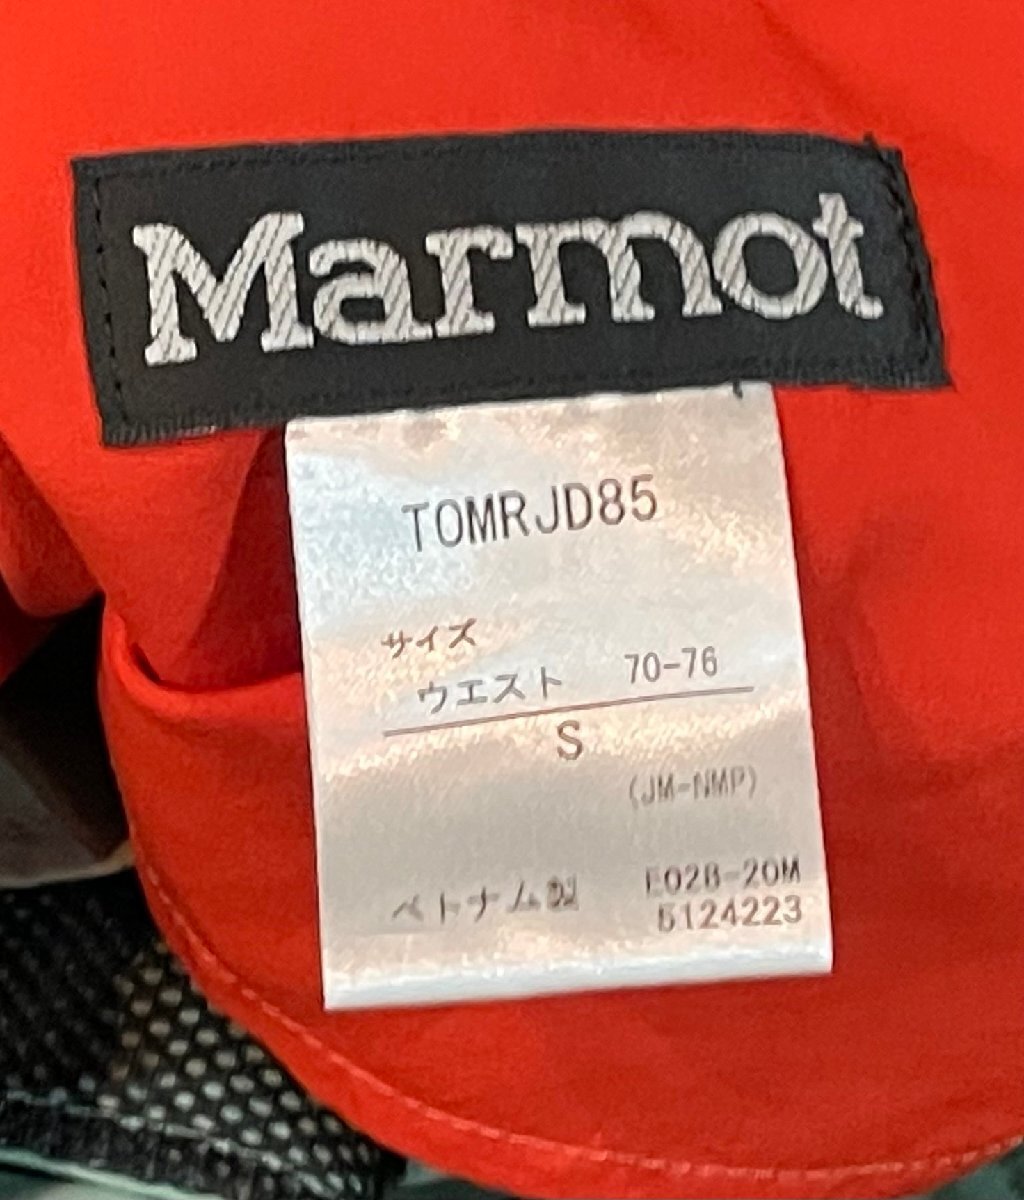 Marmot
TOMRJD85
サイズ
ウエスト 70-76
S
(JM-NMP)
ベトナム製 E028-20M
5124223